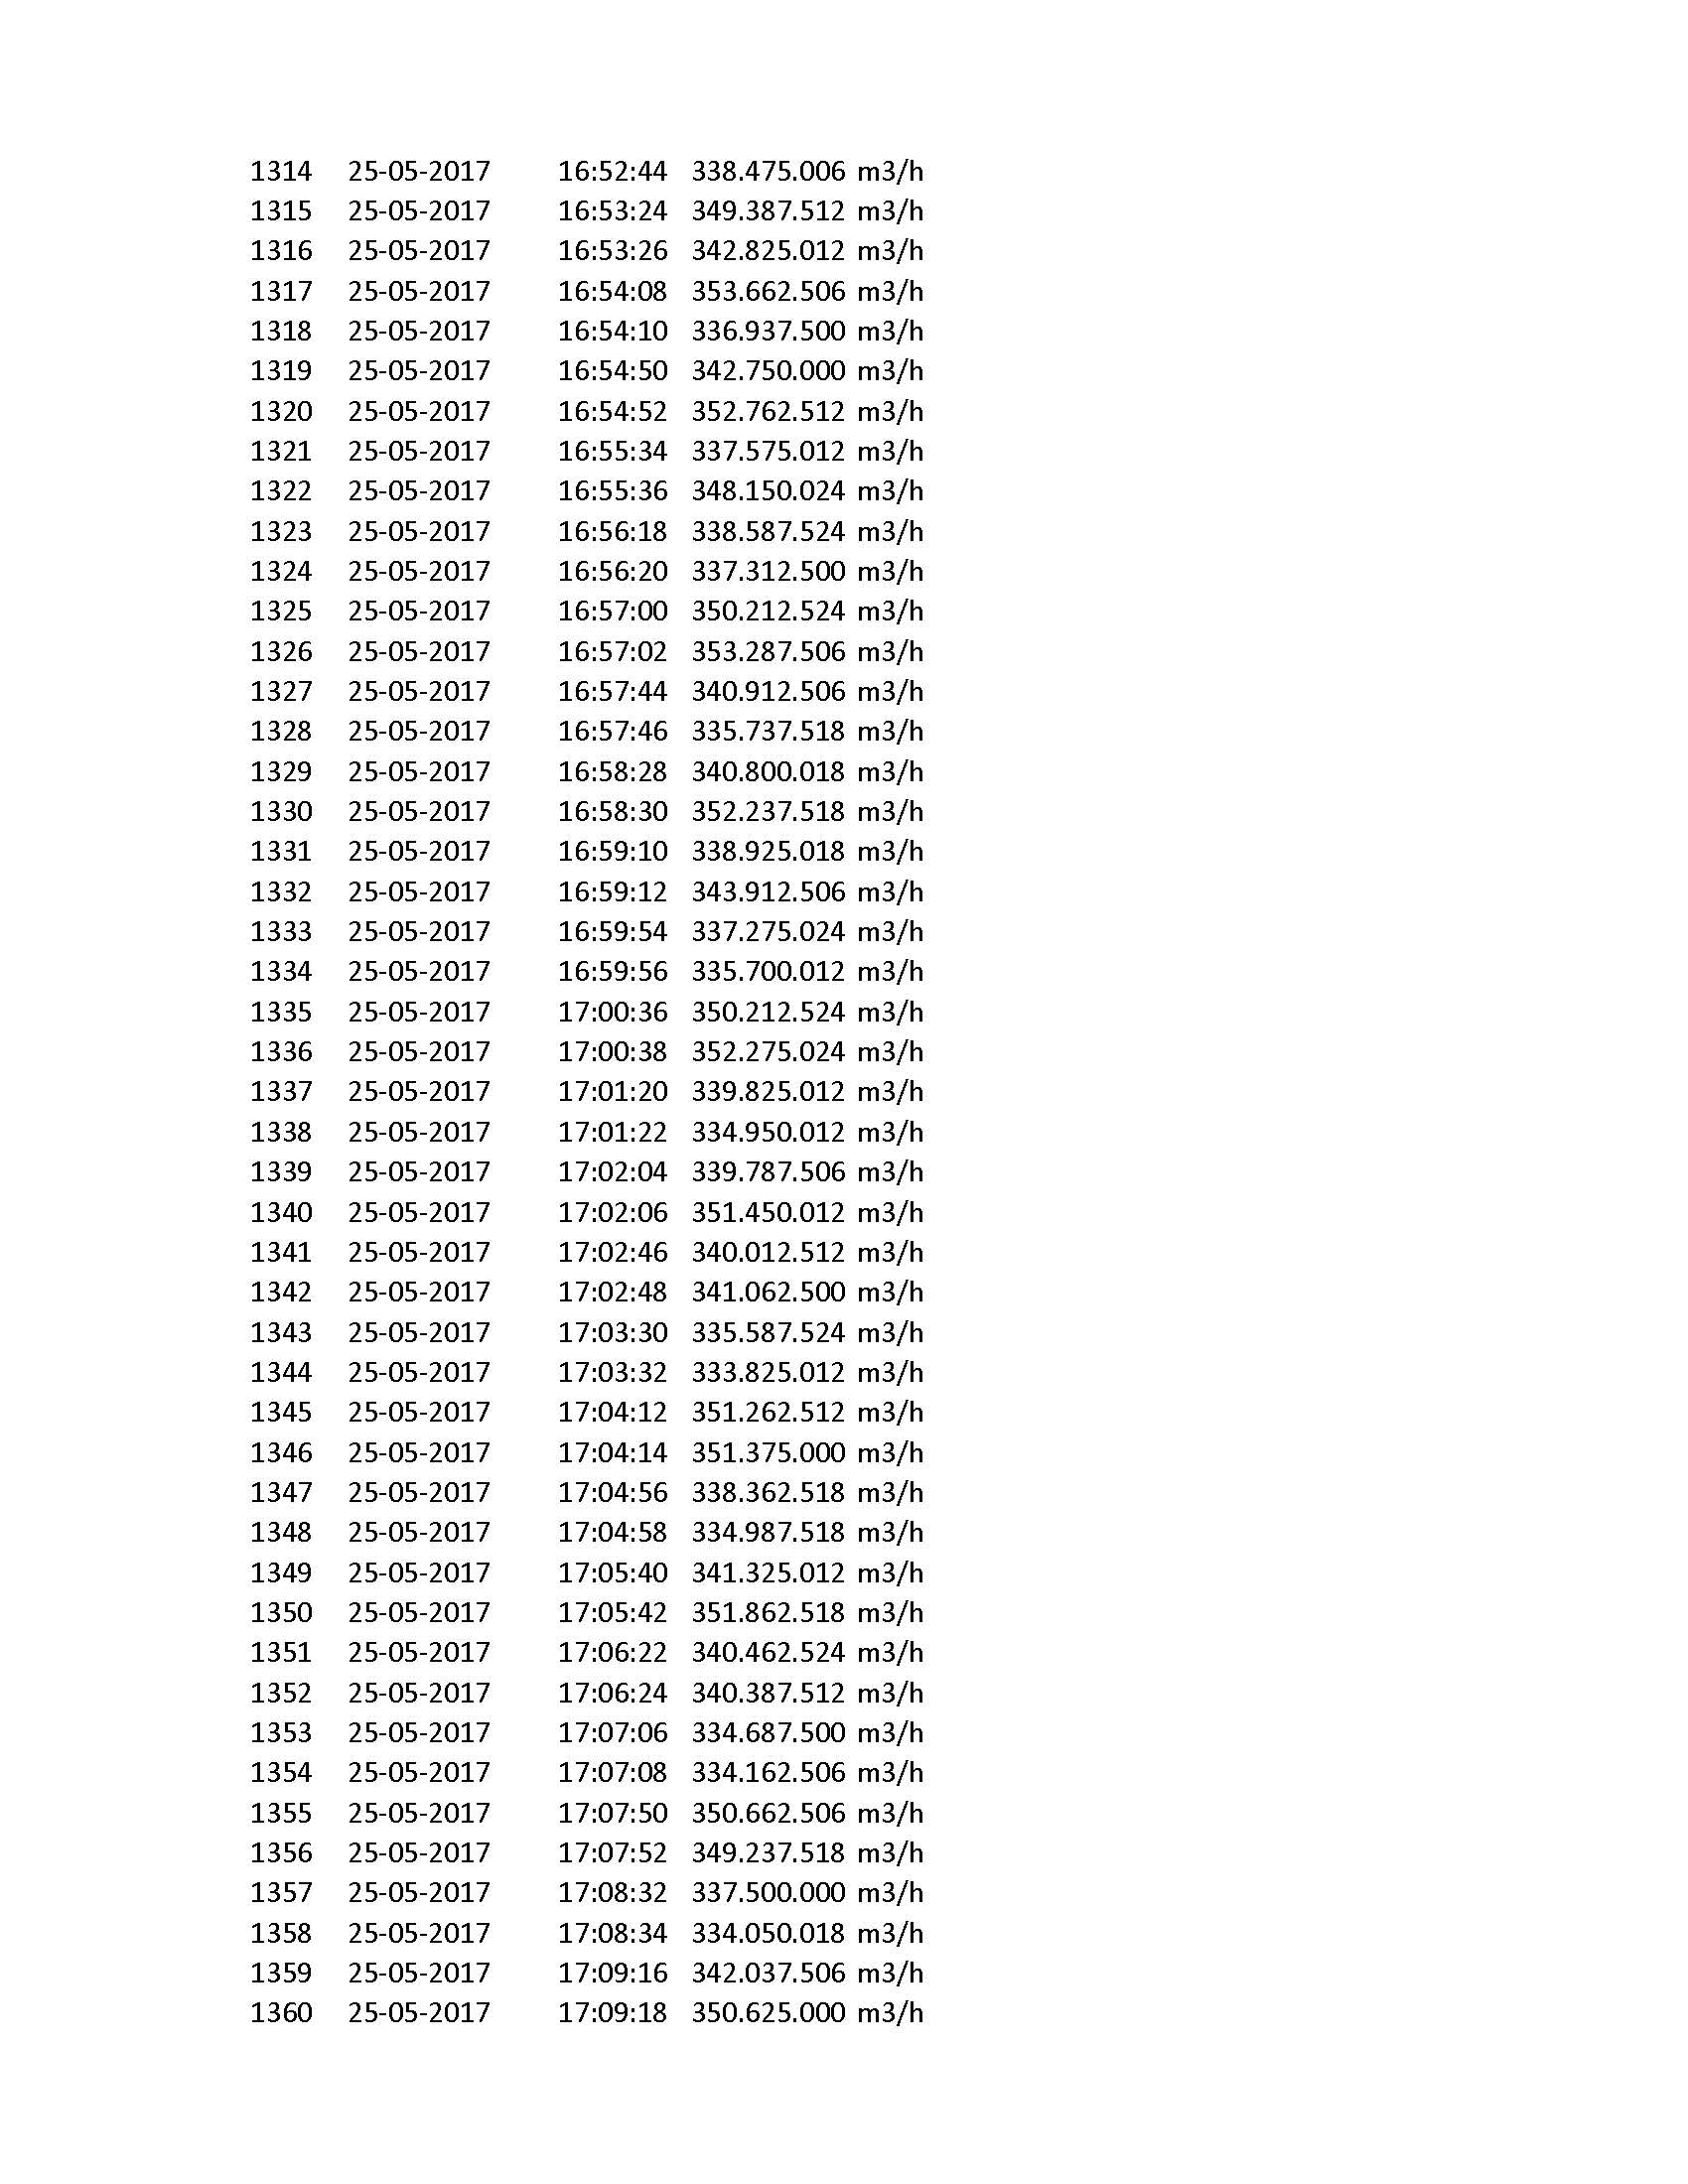 1314 25-05-2017 16:52:44 338.475.006 m3/h
1315 25-05-2017 16:53:24 349.387.512 m3/h
1316 25-05-2017 16:53:26 342.825.012 m3/h
1317 25-05-2017 16:54:08 353.662.506 m3/h
1318 25-05-2017 16:54:10 336.937.500 m3/h
1319 25-05-2017 16:54:50 342.750.000 m3/h
1320 25-05-2017 16:54:52 352.762.512 m3/h
1321 25-05-2017 16:55:34 337.575.012 m3/h
1322 25-05-2017 16:55:36 348.150.024 m3/h
1323 25-05-2017 16:56:18 338.587.524 m3/h
1324 25-05-2017 16:56:20 337.312.500 m3/h
1325 25-05-2017 16:57:00 350.212.524 m3/h
1326 25-05-2017 16:57:02 353.287.506 m3/h
1327 25-05-2017 16:57:44 340.912.506 m3/h
1328 25-05-2017 16:57:46 335.737.518 m3/h
1329 25-05-2017 16:58:28 340.800.018 m3/h
1330 25-05-2017 16:58:30 352.237.518 m3/h
1331 25-05-2017 16:59:10 338.925.018 m3/h
1332 25-05-2017 16:59:12 343.912.506 m3/h
1333 25-05-2017 16:59:54 337.275.024 m3/h
1334 25-05-2017 16:59:56 335.700.012 m3/h
1335 25-05-2017 17:00:36 350.212.524 m3/h
1336 25-05-2017 17:00:38 352.275.024 m3/h
1337 25-05-2017 17:01:20 339.825.012 m3/h
1338 25-05-2017 17:01:22 334.950.012 m3/h
1339 25-05-2017 17:02:04 339.787.506 m3/h
1340 25-05-2017 17:02:06 351.450.012 m3/h
1341 25-05-2017 17:02:46 340.012.512 m3/h
1342 25-05-2017 17:02:48 341.062.500 m3/h
1343 25-05-2017 17:03:30 335.587.524 m3/h
1344 25-05-2017 17:03:32 333.825.012 m3/h
1345 25-05-2017 17:04:12 351.262.512 m3/h
1346 25-05-2017 17:04:14 351.375.000 m3/h
1347 25-05-2017 17:04:56 338.362.518 m3/h
1348 25-05-2017 17:04:58 334.987.518 m3/h
1349 25-05-2017 17:05:40 341.325.012 m3/h
1350 25-05-2017 17:05:42 351.862.518 m3/h
1351 25-05-2017 17:06:22 340.462.524 m3/h
1352 25-05-2017 17:06:24 340.387.512 m3/h
1353 25-05-2017 17:07:06 334.687.500 m3/h
1354 25-05-2017 17:07:08 334.162.506 m3/h
1355 25-05-2017 17:07:50 350.662.506 m3/h
1356 25-05-2017 17:07:52 349.237.518 m3/h
1357 25-05-2017 17:08:32 337.500.000 m3/h
1358 25-05-2017 17:08:34 334.050.018 m3/h
1359 25-05-2017 17:09:16 342.037.506 m3/h
1360 25-05-2017 17:09:18 350.625.000 m3/h